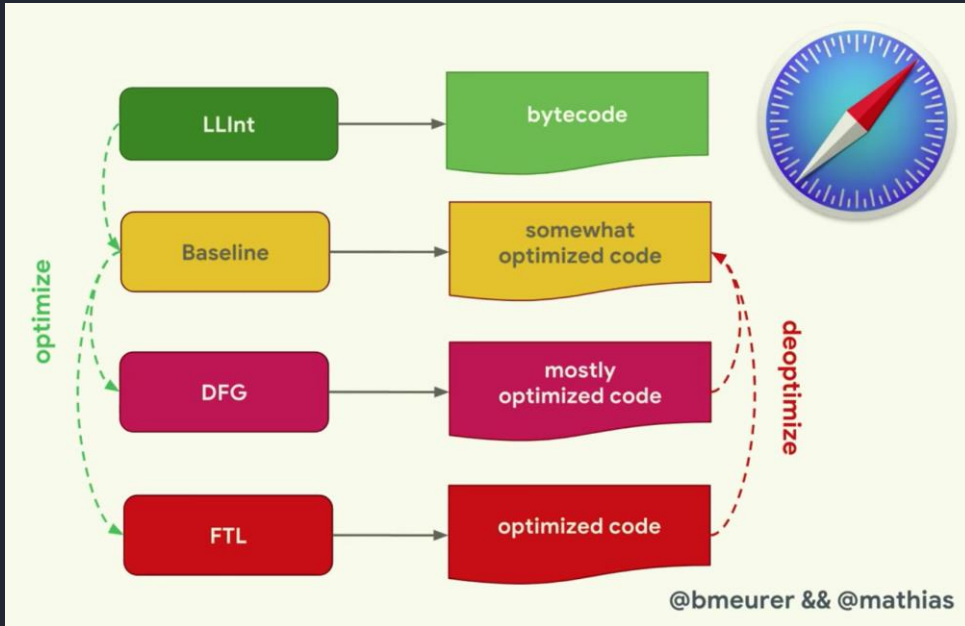 LLInt
bytecode
Baseline
somewhat
optimized code
optimize
DFG
mostly
optimized code
deoptimize
FTL
optimized code
@bmeurer && @mathias